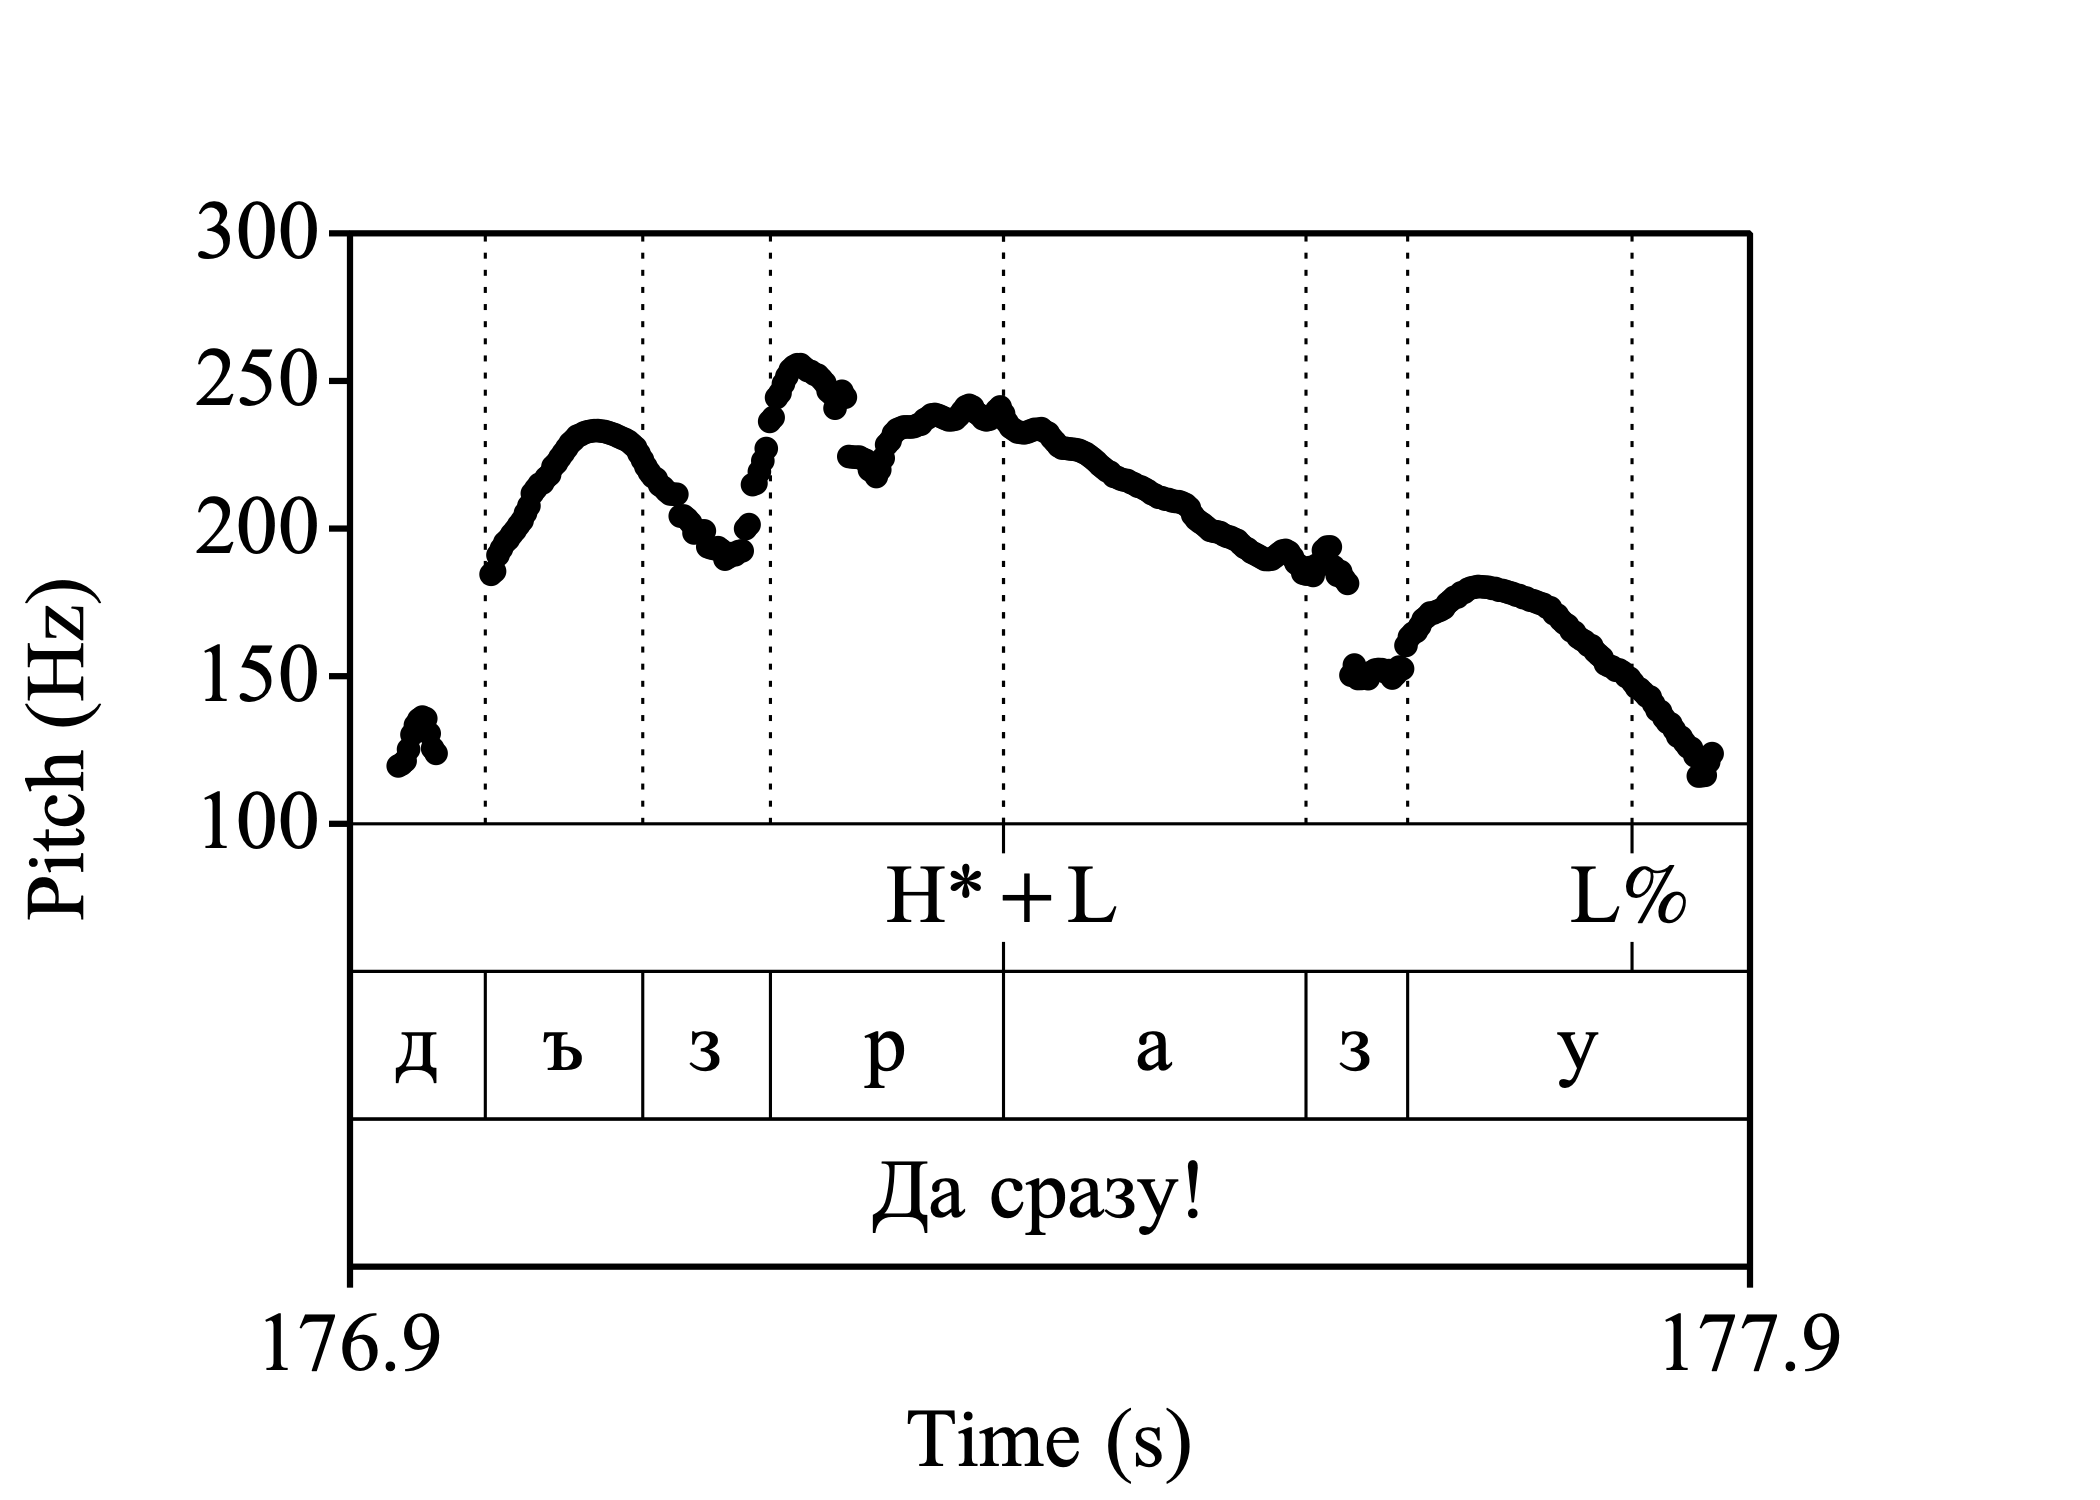 300
250
200
150
100
Pitch (Hz)
H* + L L%
д ъ з р а з у
Да сразу!
176.9 177.9
Time (s)